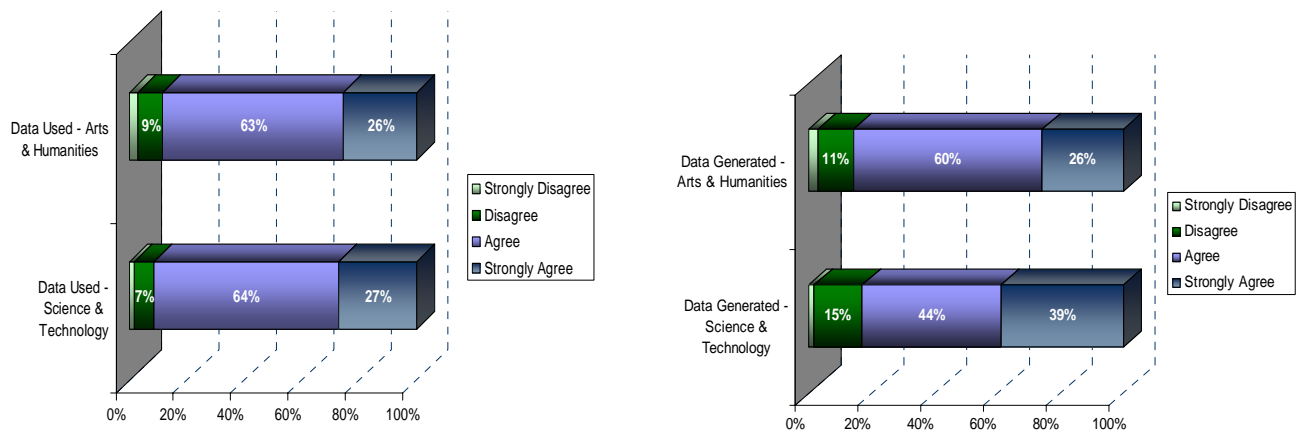 Data Used - Arts
& Humanities
9%
63%
26%
Data Used -
Science &
Technology
7%
64%
27%
0%
20%
40%
60%
80%
100%
Strongly Disagree
Disagree
Agree
Strongly Agree
Data Generated -
Arts & Humanities
11%
60%
26%
Data Generated -
Science &
Technology
15%
44%
39%
0%
20%
40%
60%
80%
100%
Strongly Disagree
Disagree
Agree
Strongly Agree